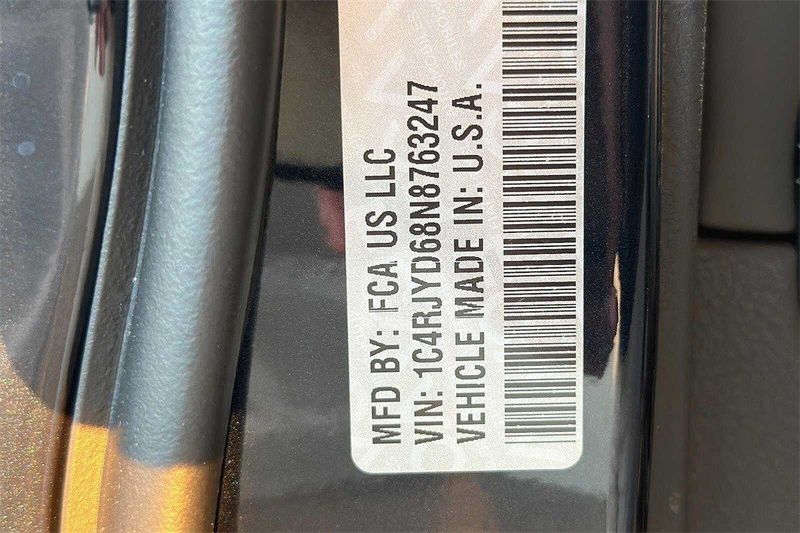 MFD BY: FCA US LLC
VIN: 1C4RJYD68N8763247
VEHICLE MADE IN: U.S.A.